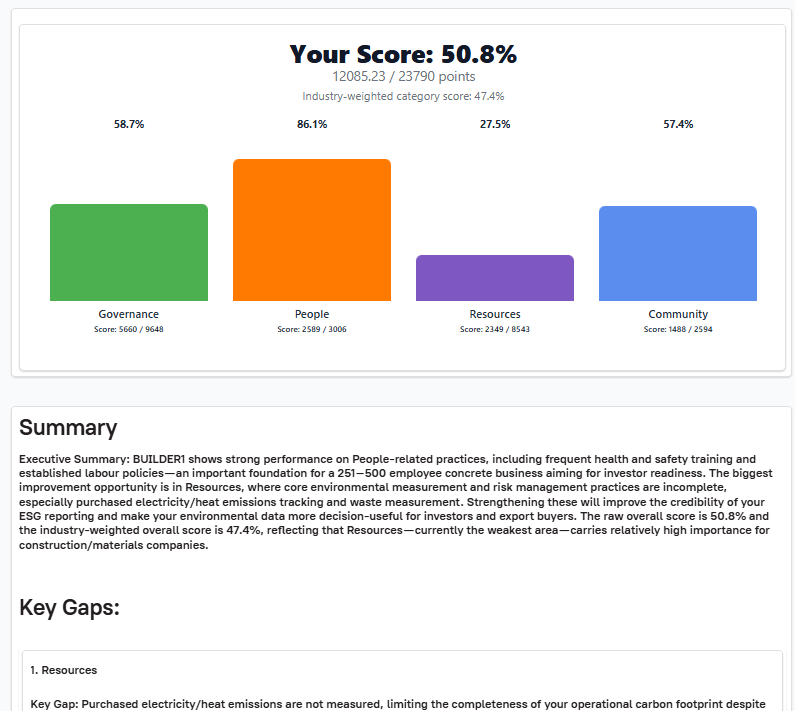 Your Score: 50.8%
12085.23 / 23790 points
Industry-weighted category score: 47.4%
58.7%
86.1%
27.5%
57.4%
Governance
People
Resources
Community
Score: 5660 / 9648
Score: 2589 / 3006
Score: 2349 / 8543
Score: 1488 / 2594
Summary
Executive Summary: BUILDER1 shows strong performance on People-related practices, including frequent health and safety training and
established labour policies—an important foundation for a 251–500 employee concrete business aiming for investor readiness. The biggest
improvement opportunity is in Resources, where core environmental measurement and risk management practices are incomplete,
especially purchased electricity/heat emissions tracking and waste measurement. Strengthening these will improve the credibility of your
ESG reporting and make your environmental data more decision-useful for investors and export buyers. The raw overall score is 50.8% and
the industry-weighted overall score is 47.4%, reflecting that Resources—currently the weakest area—carries relatively high importance for
construction/materials companies.
Key Gaps:
1. Resources
Key Gap: Purchased electricity/heat emissions are not measured, limiting the completeness of your operational carbon footprint despite